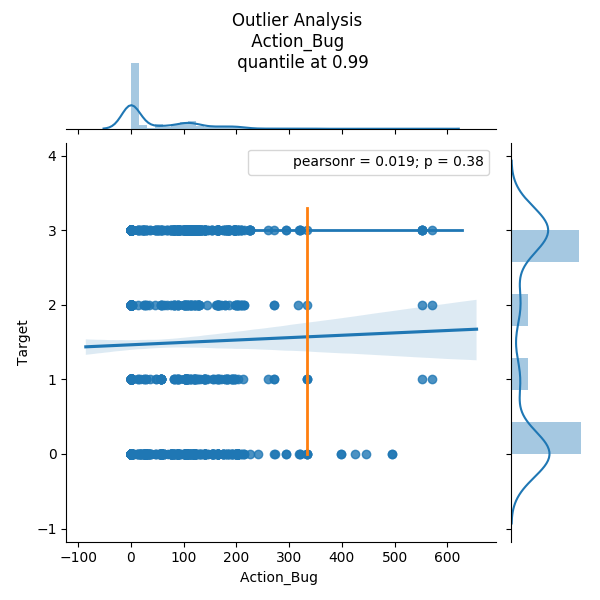 Outlier Analysis
Action_Bug
quantile at 0.99
pearsonr = 0.019; p = 0.38
4
3
2
1
0
−1
Target
−100
0
100
200
300
400
500
600
Action_Bug